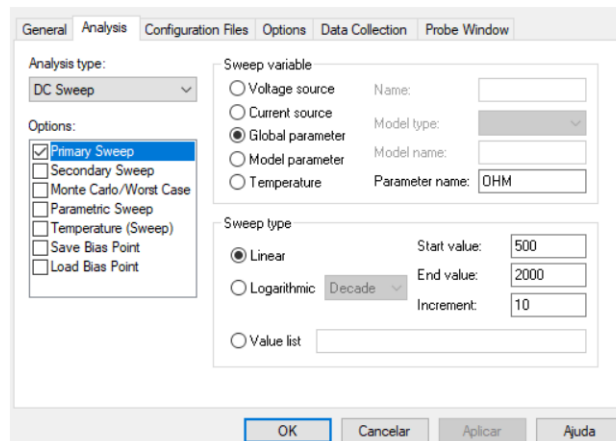 General Analysis Configuration Files Options Data Collection Probe Window
Analysis type:
DC Sweep
Options:
Primary Sweep
Secondary Sweep
Monte Carlo/Worst Case
Parametric Sweep
Temperature (Sweep)
Save Bias Point
Load Bias Point
Sweep variable
Voltage source
Current source
Global parameter
Model parameter
Temperature
Name:
Model type:
Model name:
Parameter name: OHM
Sweep type
Linear
Logarithmic Decade
Value list
Start value: 500
End value: 2000
Increment: 10
OK Cancelar Aplicar Ajuda